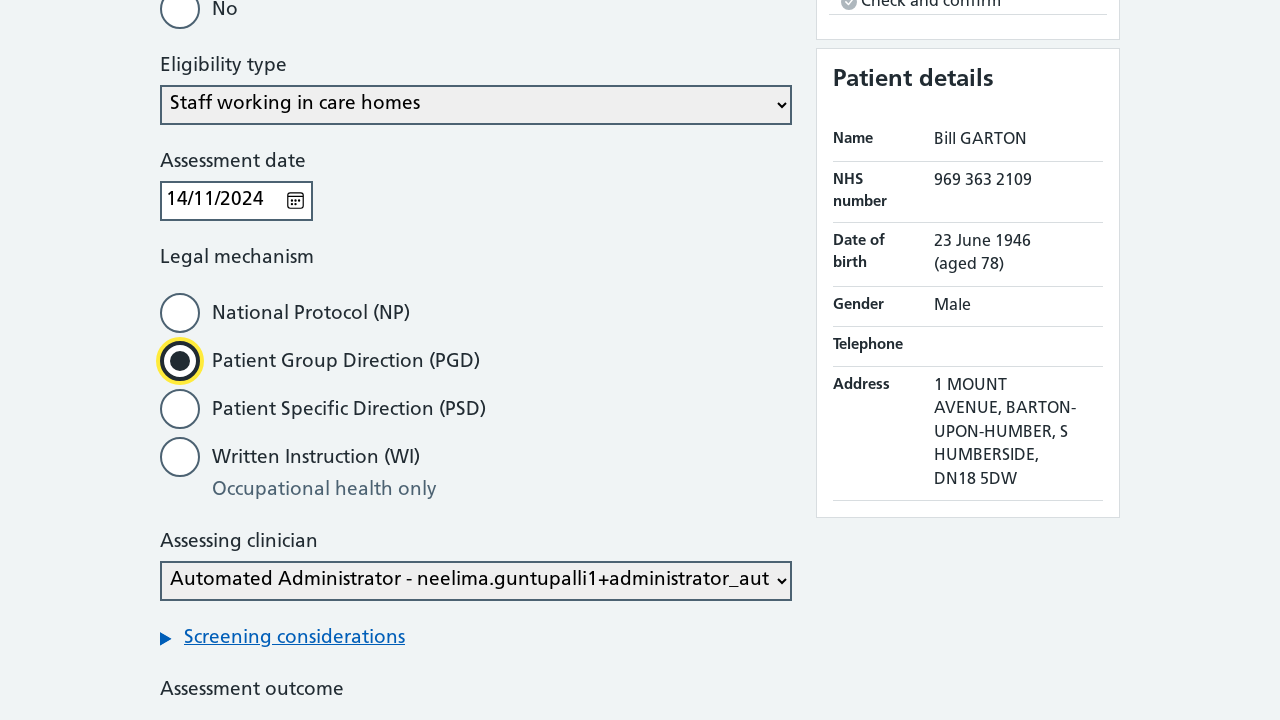 No
Eligibility type
Staff working in care homes
Assessment date
14/11/2024
Legal mechanism
National Protocol (NP)
Patient Group Direction (PGD)
Patient Specific Direction (PSD)
Written Instruction (WI)
Occupational health only
Assessing clinician
Automated Administrator - neelima.guntupalli1+administrator_aut
Screening considerations
Assessment outcome
Check and confirm
Patient details
Name Bill GARTON
NHS number 969 363 2109
Date of birth 23 June 1946
(aged 78)
Gender Male
Telephone
Address 1 MOUNT
AVENUE, BARTON-
UPON-HUMBER, S
HUMBERSIDE,
DN18 5DW